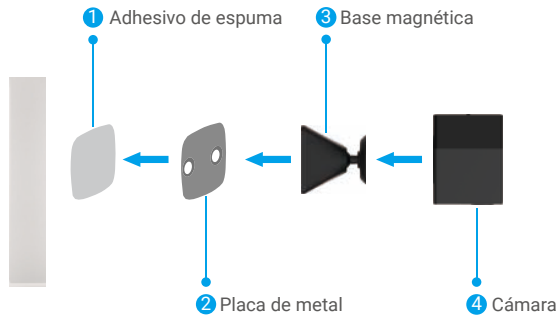 1 Adhesivo de espuma
3 Base magnética
2 Placa de metal
4 Cámara